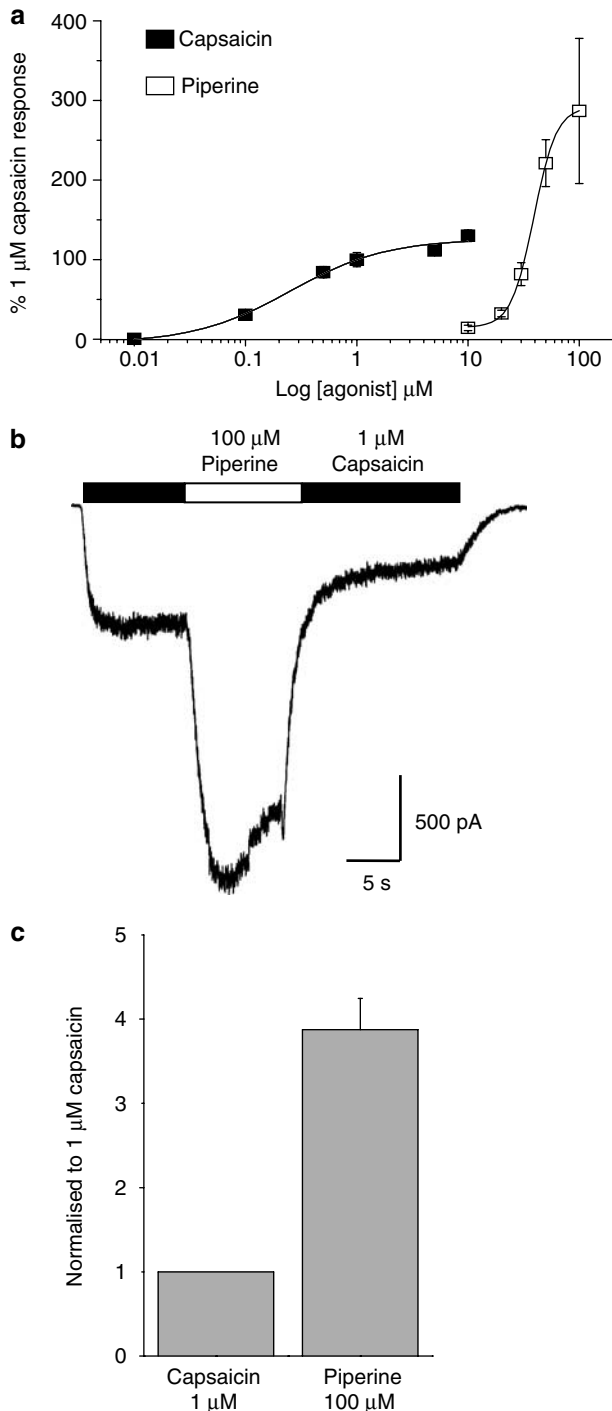 a
400
300
200
100
0
% 1 μM capsaicin response
Capsaicin
Piperine
0.01 0.1 1 10 100
Log [agonist] μM
b
100 μM
Piperine
1 μM
Capsaicin
500 pA
5 s
c
5
4
3
2
1
0
Normalised to 1 μM capsaicin
Capsaicin
1 μM
Piperine
100 μM